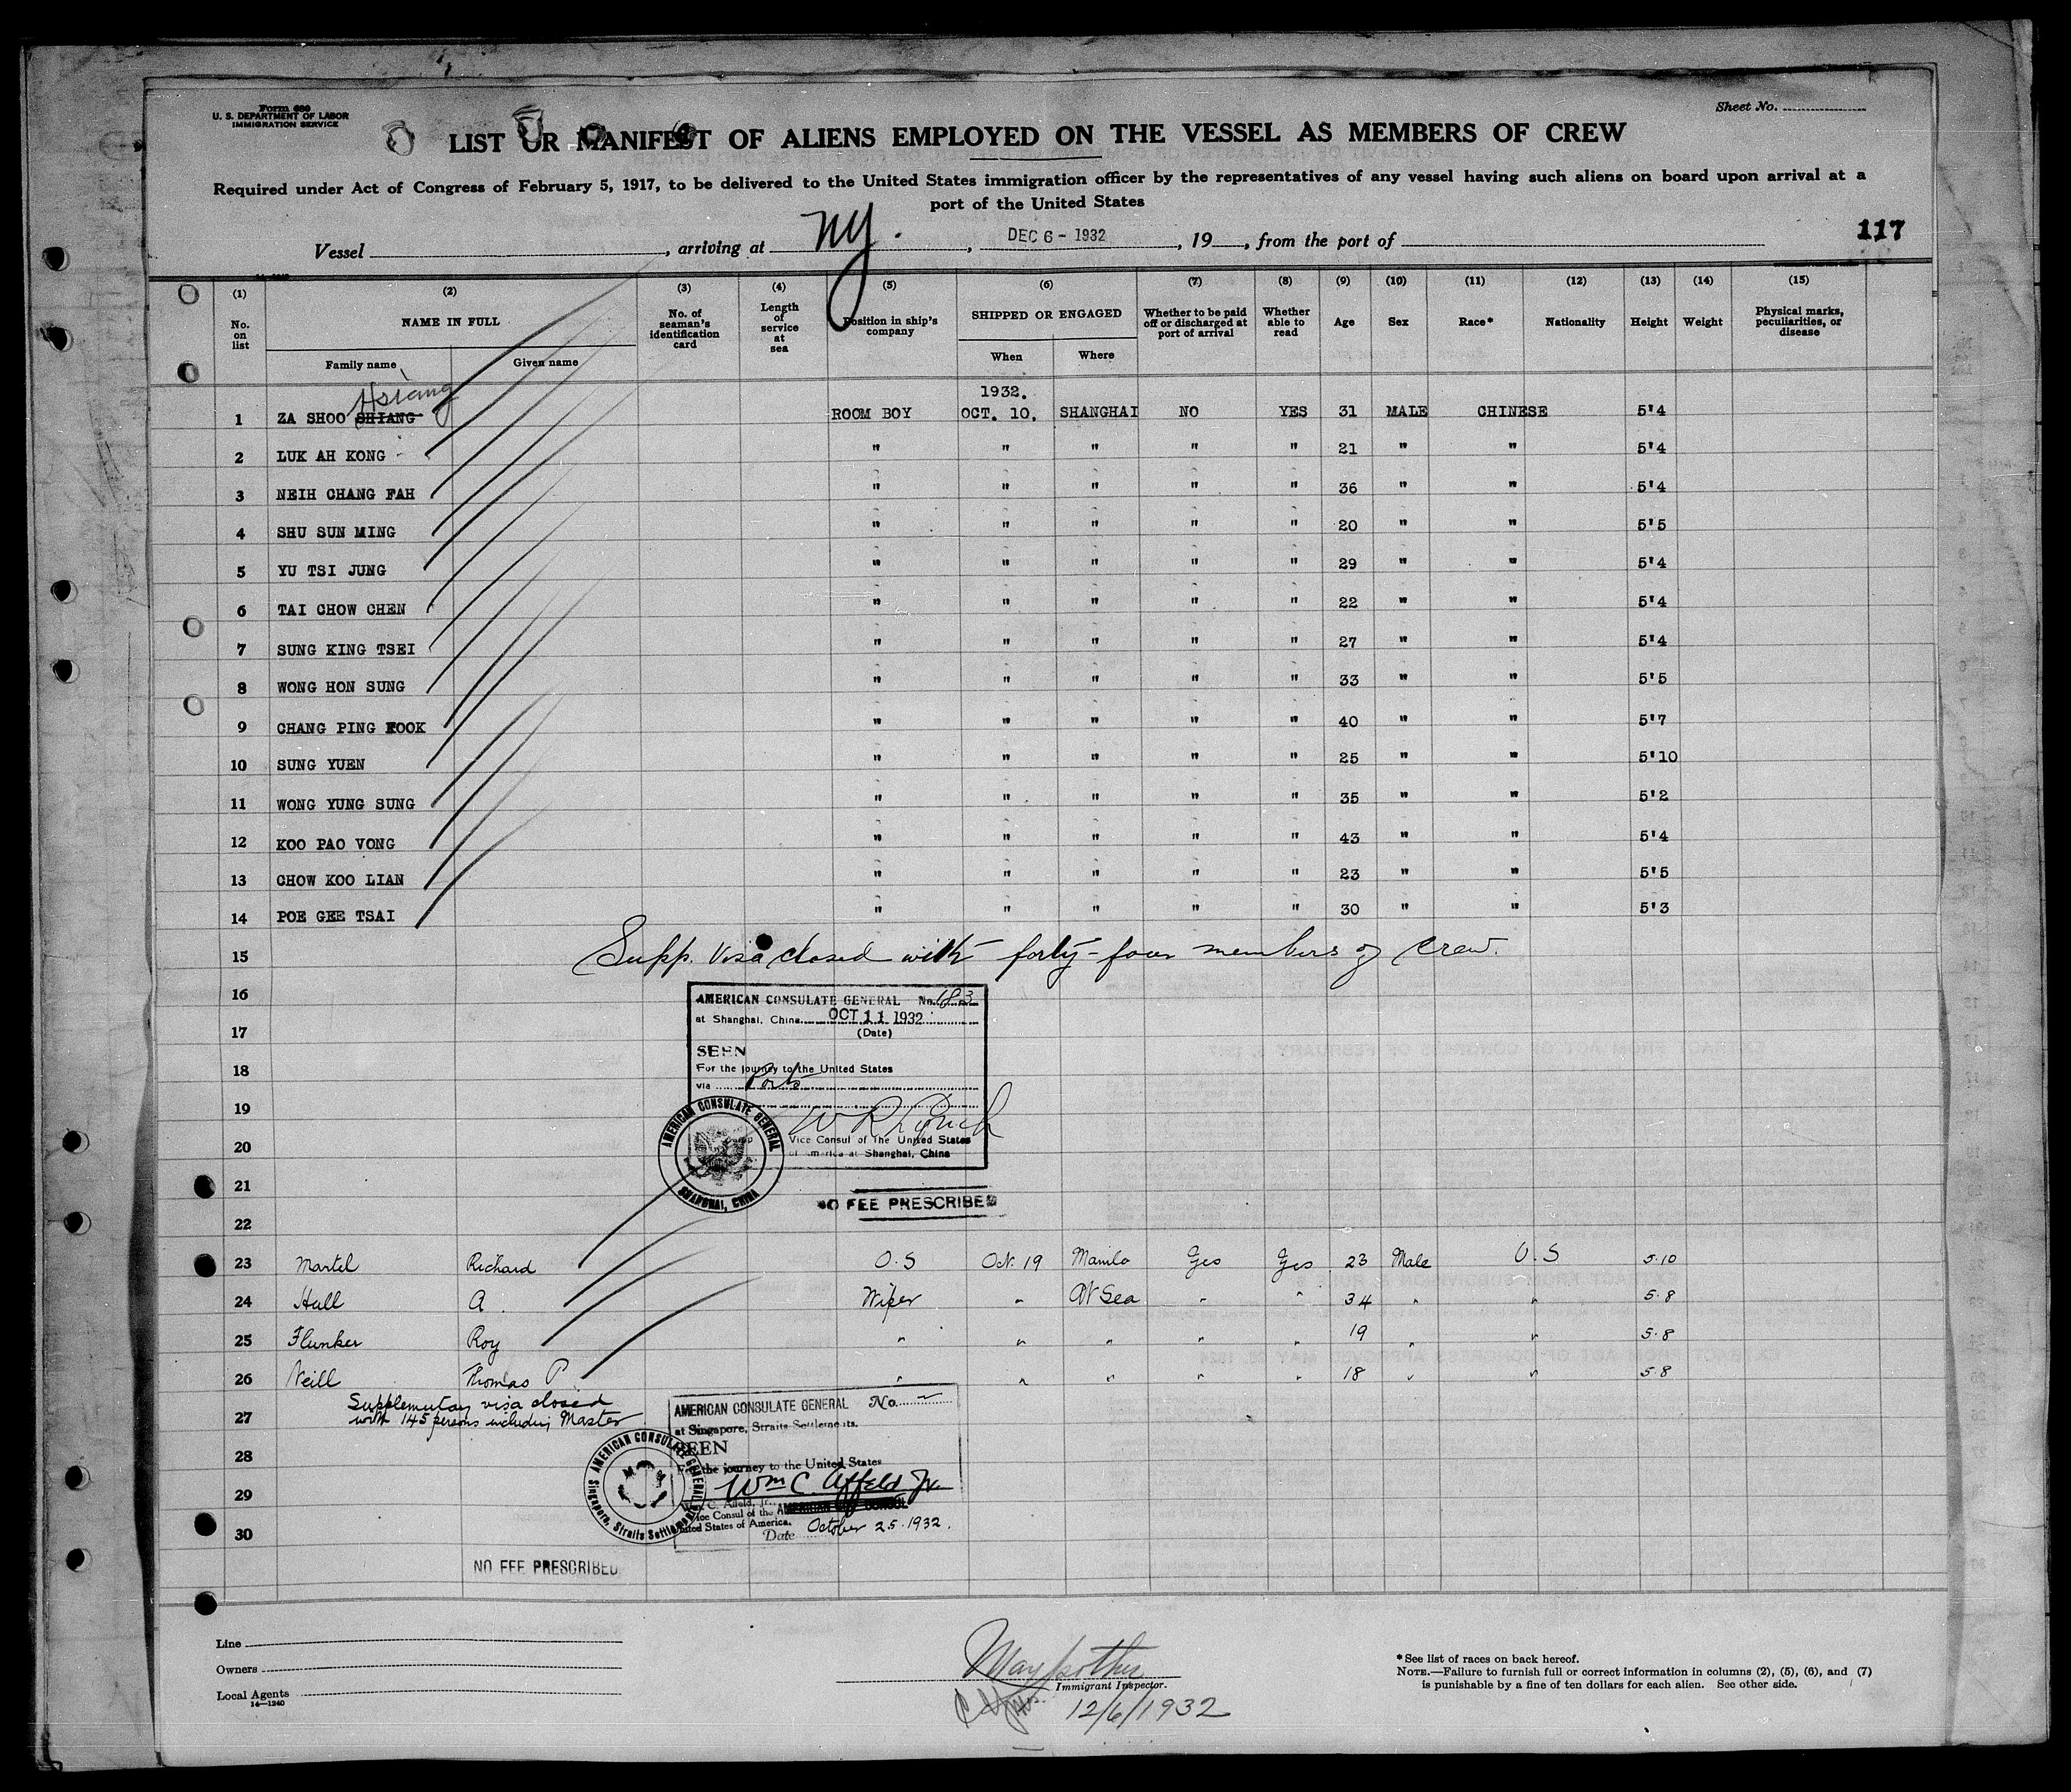 Form 680
U. S. DEPARTMENT OF LABOR
IMMIGRATION SERVICE
Sheet No.
LIST OR MANIFEST OF ALIENS EMPLOYED ON THE VESSEL AS MEMBERS OF CREW
Required under Act of Congress of February 5, 1917, to be delivered to the United States immigration officer by the representatives of any vessel having such aliens on board upon arrival at a
port of the United States
Vessel , arriving at NY. , DEC 6 - 1932 , 19 , from the port of
117
(1) (2) (3) (4) (5) (6) (7) (8) (9) (10) (11) (12) (13) (14) (15)
No. on list NAME IN FULL Family name Given name No. of seaman's identification card Length of service at sea Position in ship's company SHIPPED OR ENGAGED When Where Whether to be paid off or discharged at port of arrival Whether able to read Age Sex Race* Nationality Height Weight Physical marks, peculiarities, or disease
Hsiang 1932.
1 ZA SHOO SHIANG ROOM BOY OCT. 10. SHANGHAI NO YES 31 MALE CHINESE 5'4
2 LUK AH KONG " " " " " 21 " " 5'4
3 NEIH CHANG FAH " " " " " 36 " " 5'4
4 SHU SUN MING " " " " " 20 " " 5'5
5 YU TSI JUNG " " " " " 29 " " 5'4
6 TAI CHOW CHEN " " " " " 22 " " 5'4
7 SUNG KING TSEI " " " " " 27 " " 5'4
8 WONG HON SUNG " " " " " 33 " " 5'5
9 CHANG PING FOOK " " " " " 40 " " 5'7
10 SUNG YUEN " " " " " 25 " " 5'10
11 WONG YUNG SUNG " " " " " 35 " " 5'2
12 KOO PAO VONG " " " " " 43 " " 5'4
13 CHOW KOO LIAN " " " " " 23 " " 5'5
14 POE GEE TSAI " " " " " 30 " " 5'3
15 Supp. Visa closed with forty-four members of crew.
16 AMERICAN CONSULATE GENERAL No. 183
at Shanghai, China OCT 11 1932
17 (Date)
SEEN
18 For the journey to the United States
via Ports
19
W R Lynch
20 Vice Consul of The United States
of America at Shanghai, China
AMERICAN CONSULATE GENERAL SHANGHAI, CHINA
21
NO FEE PRESCRIBED
22
23 Martel Richard O.S Oct. 19 Manila Yes Yes 23 Male U.S 5.10
24 Hull A. Wiper " At Sea " " 34 " " 5.8
25 Flunker Roy " " " " " 19 " " 5.8
26 Neill Thomas P " " " " " 18 " " 5.8
Supplementay visa closed
27 with 145 persons including Master
AMERICAN CONSULATE GENERAL No.
at Singapore, Straits Settlements.
28 SEEN
For the journey to the United States
29 Wm C. Affeld Jr.
Wm. C. Affeld, Jr.
Vice Consul of the AMERICAN VICE CONSUL
United States of America.
30 Date October 25. 1932.
AMERICAN CONSULATE GENERAL Singapore, Straits Settlements
NO FEE PRESCRIBED
Line
Owners
Local Agents
14—1240
Immigrant Inspector.
12/6/1932
*See list of races on back hereof.
NOTE.—Failure to furnish full or correct information in columns (2), (5), (6), and (7)
is punishable by a fine of ten dollars for each alien. See other side.